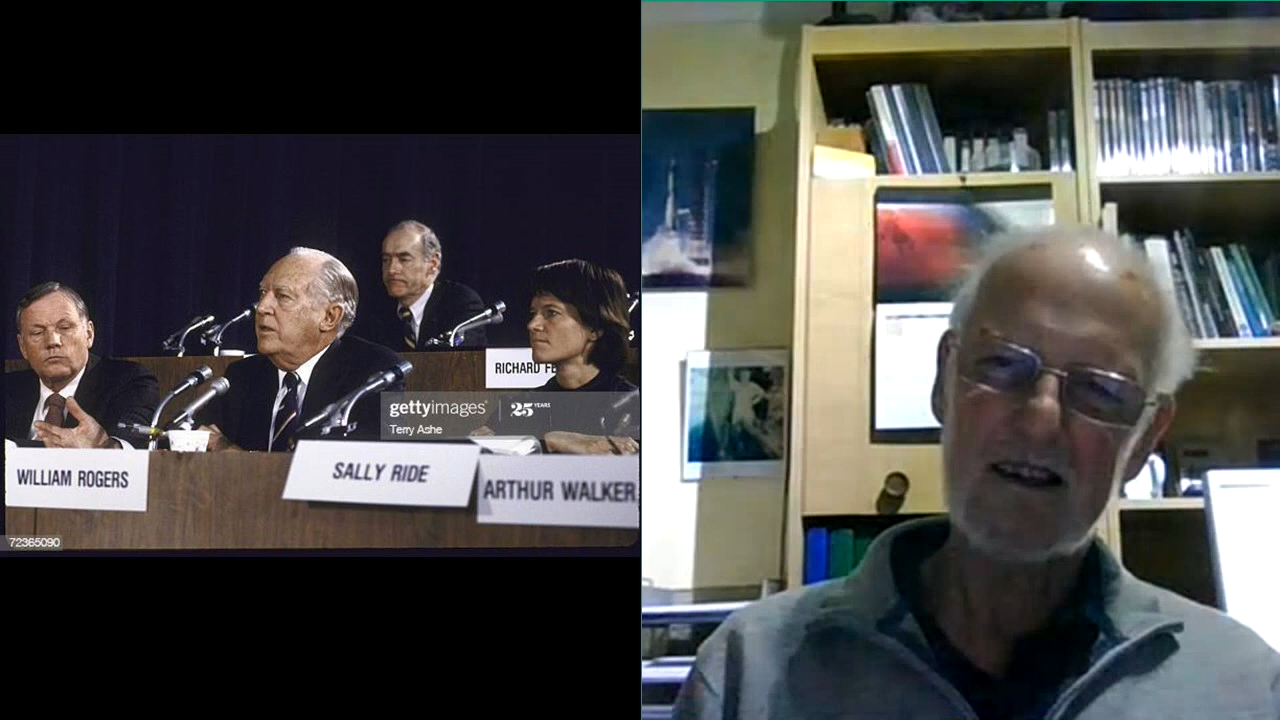 RICHARD FE
gettyimages® 25 YEARS
Terry Ashe
WILLIAM ROGERS
SALLY RIDE
ARTHUR WALKER
72365090